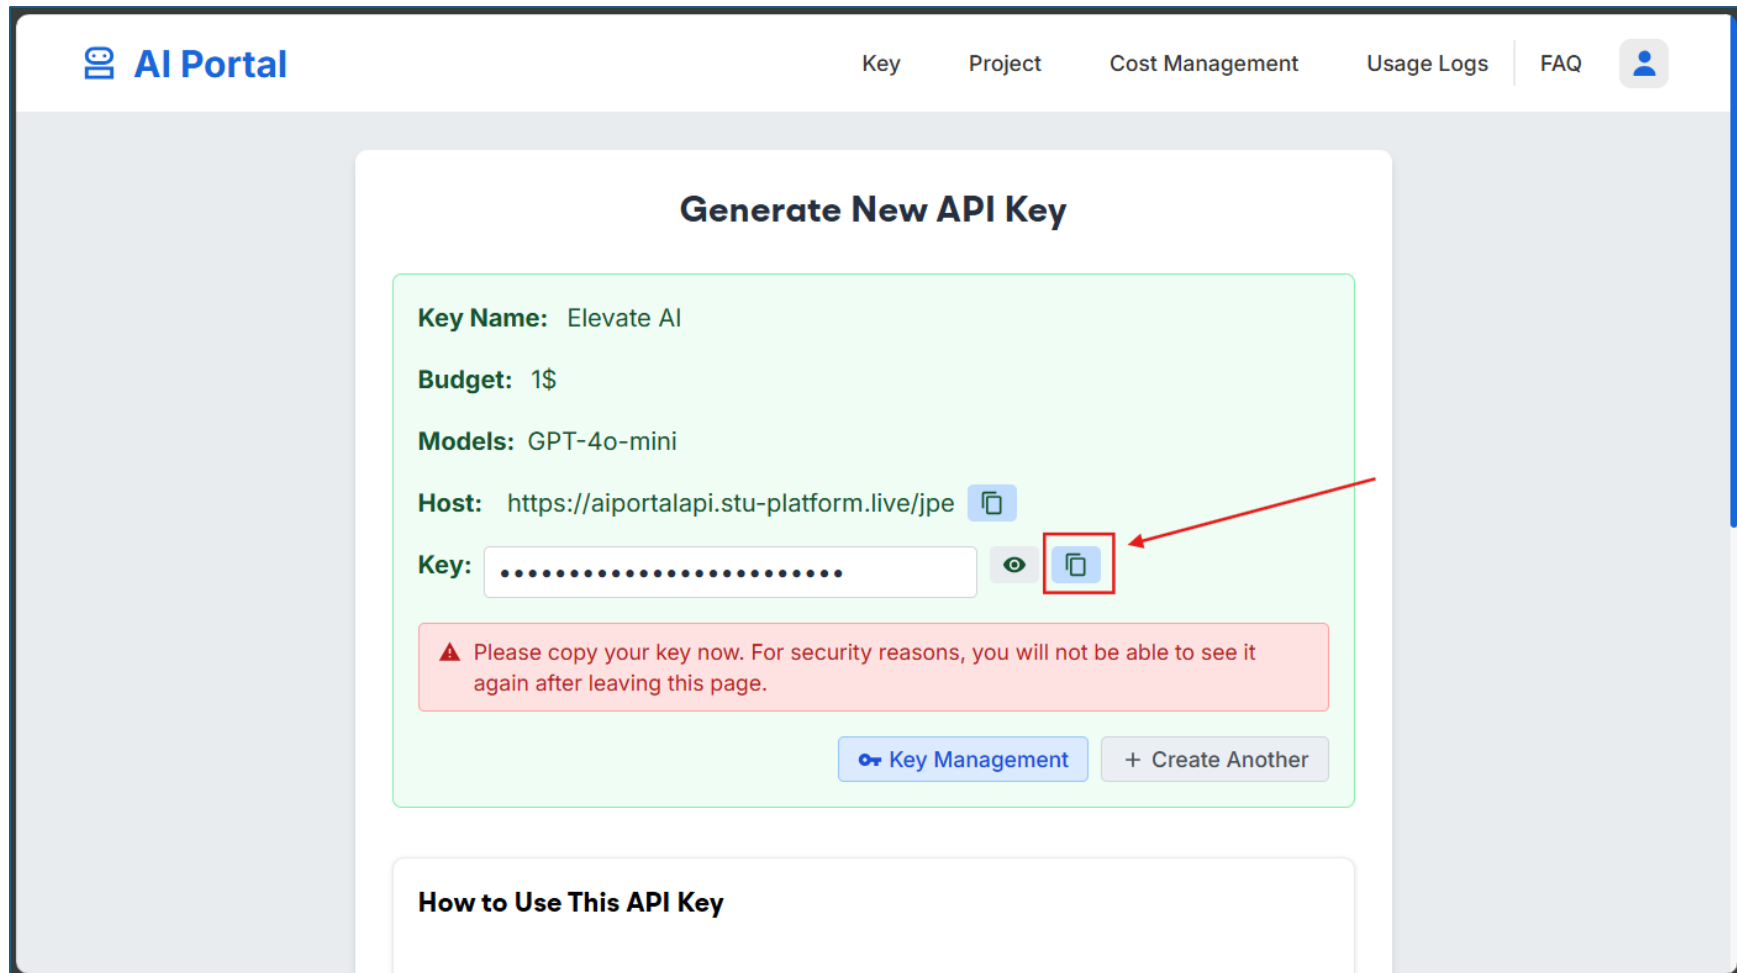 AI Portal
Key Project Cost Management Usage Logs FAQ
Generate New API Key
Key Name: Elevate AI
Budget: 1$
Models: GPT-4o-mini
Host: https://aiportalapi.stu-platform.live/jpe
Key: •••••••••••••••••••••••••
Please copy your key now. For security reasons, you will not be able to see it
again after leaving this page.
Key Management + Create Another
How to Use This API Key